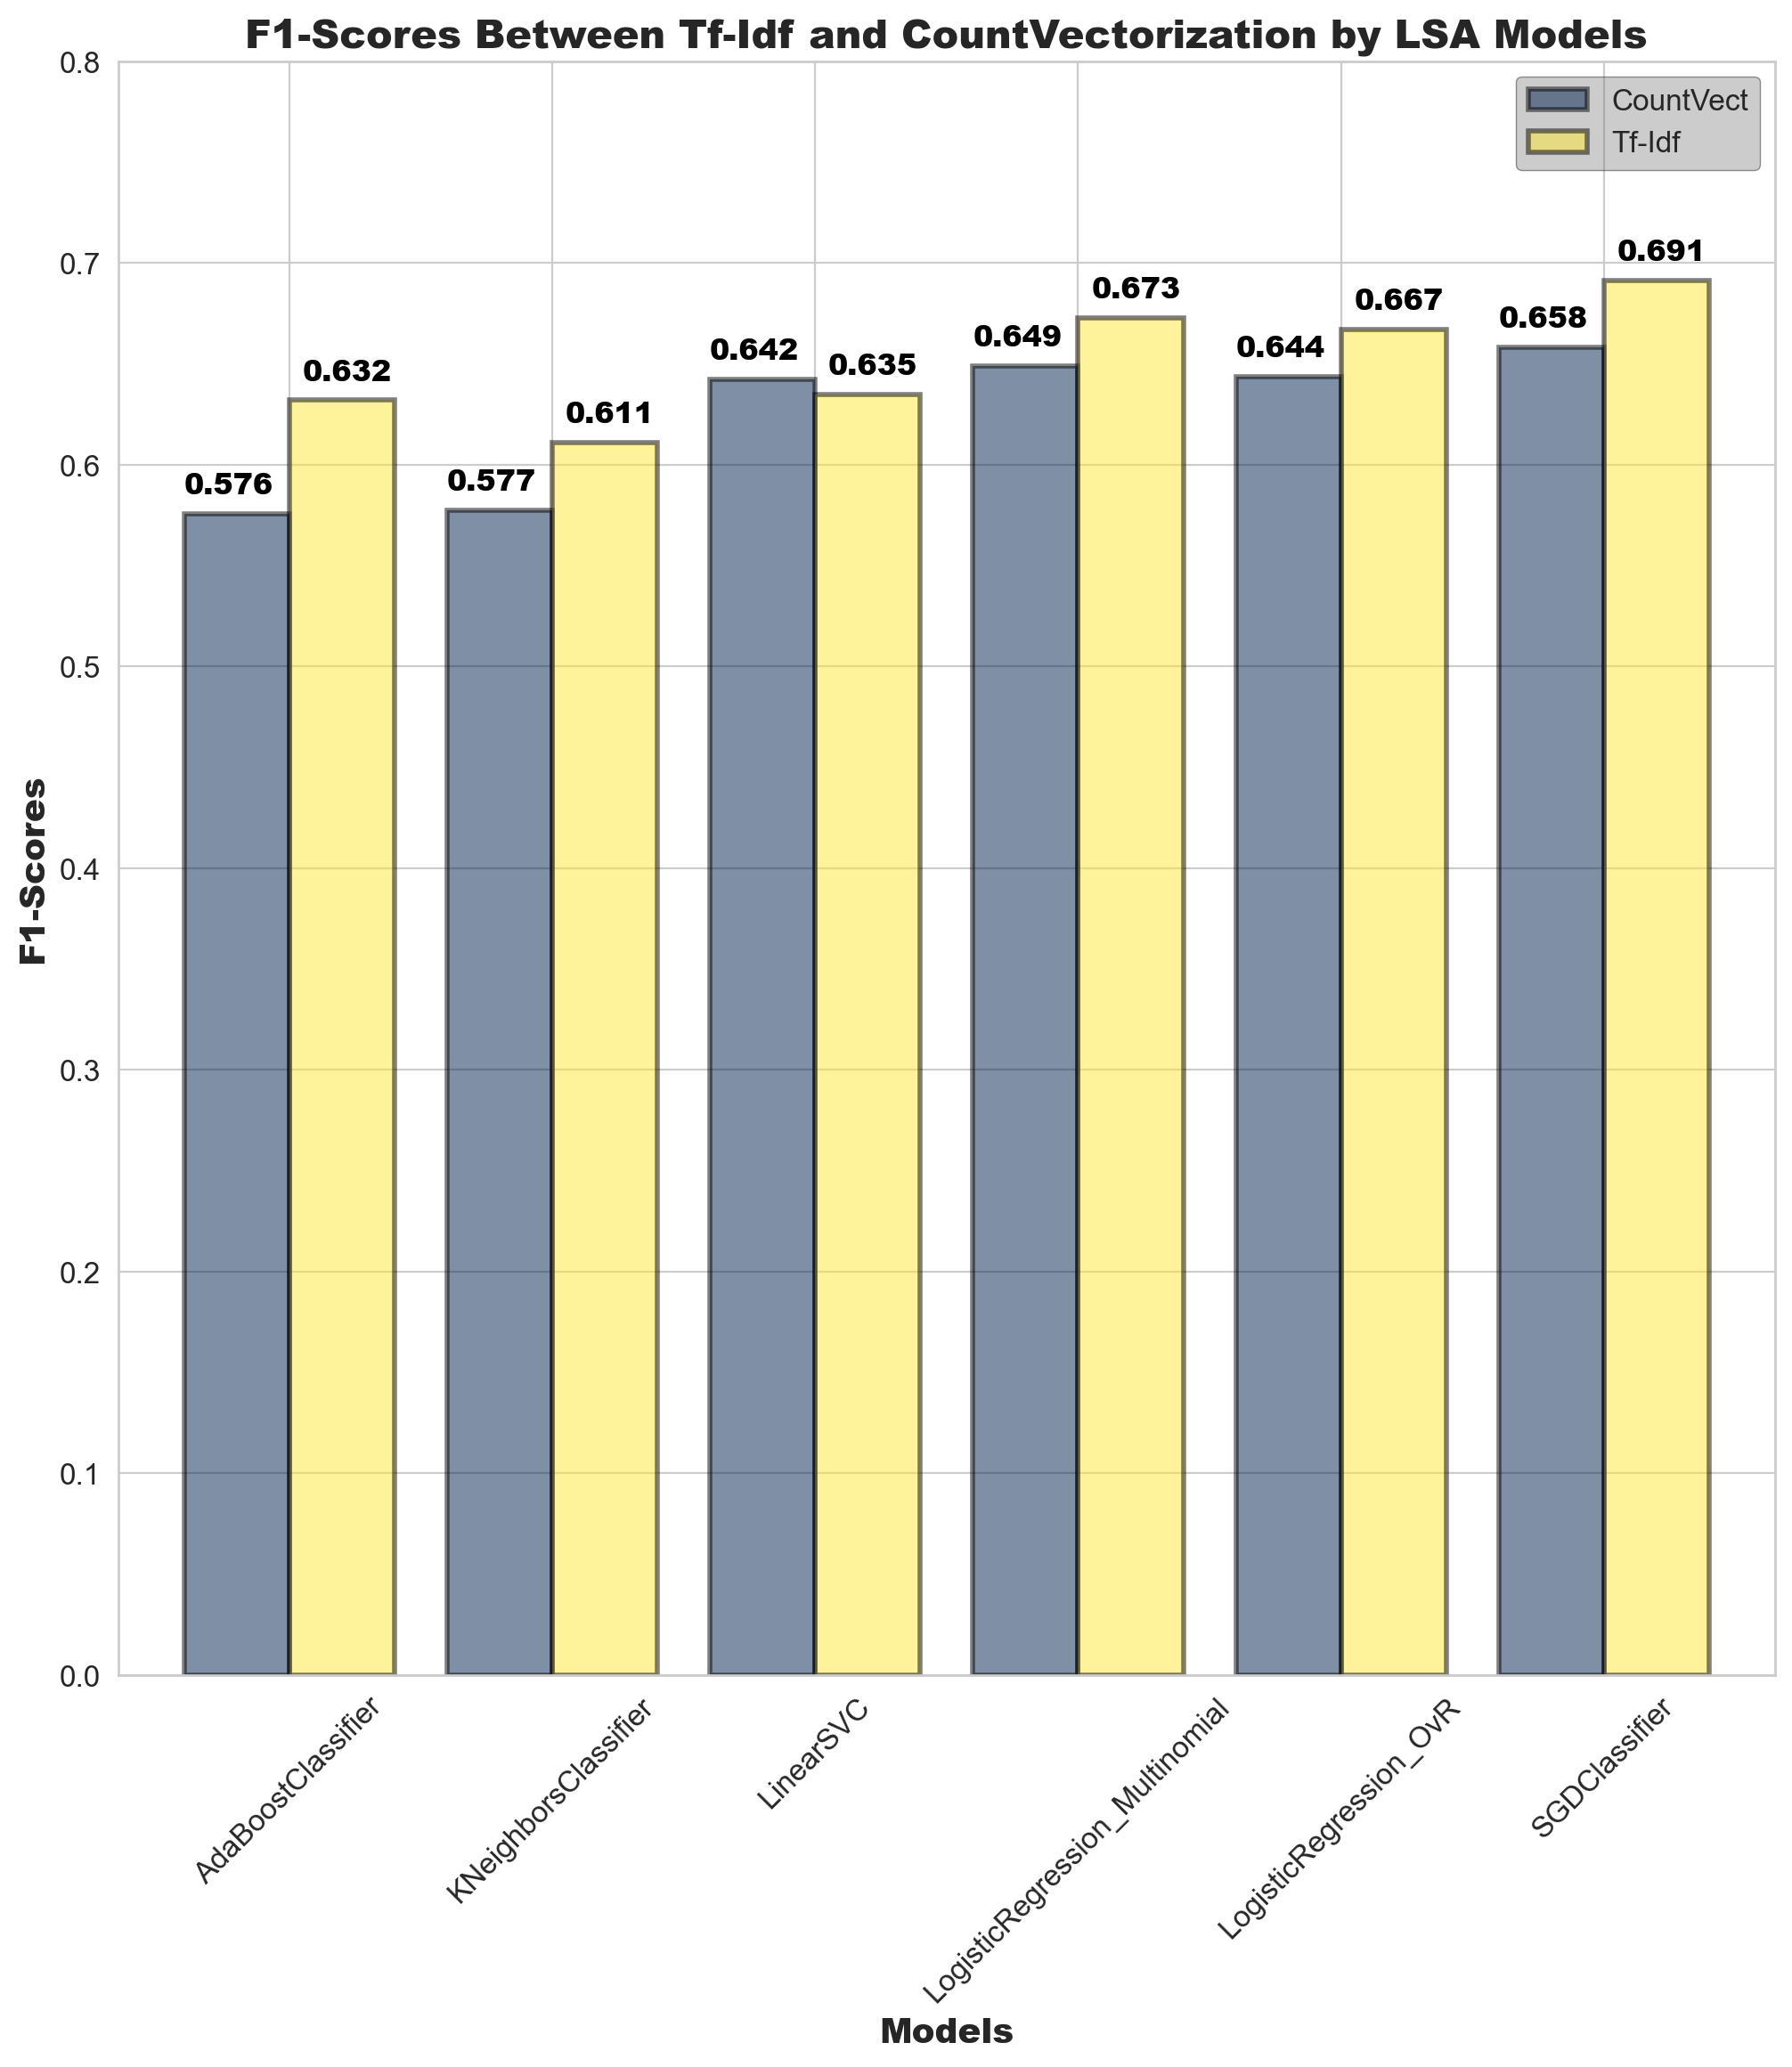 F1-Scores Between Tf-Idf and CountVectorization by LSA Models
CountVect
Tf-Idf
F1-Scores
0.8
0.7
0.6
0.5
0.4
0.3
0.2
0.1
0.0
0.576
0.632
0.577
0.611
0.642
0.635
0.649
0.673
0.644
0.667
0.658
0.691
AdaBoostClassifier
KNeighborsClassifier
LinearSVC
LogisticRegression_Multinomial
LogisticRegression_OvR
SGDClassifier
Models